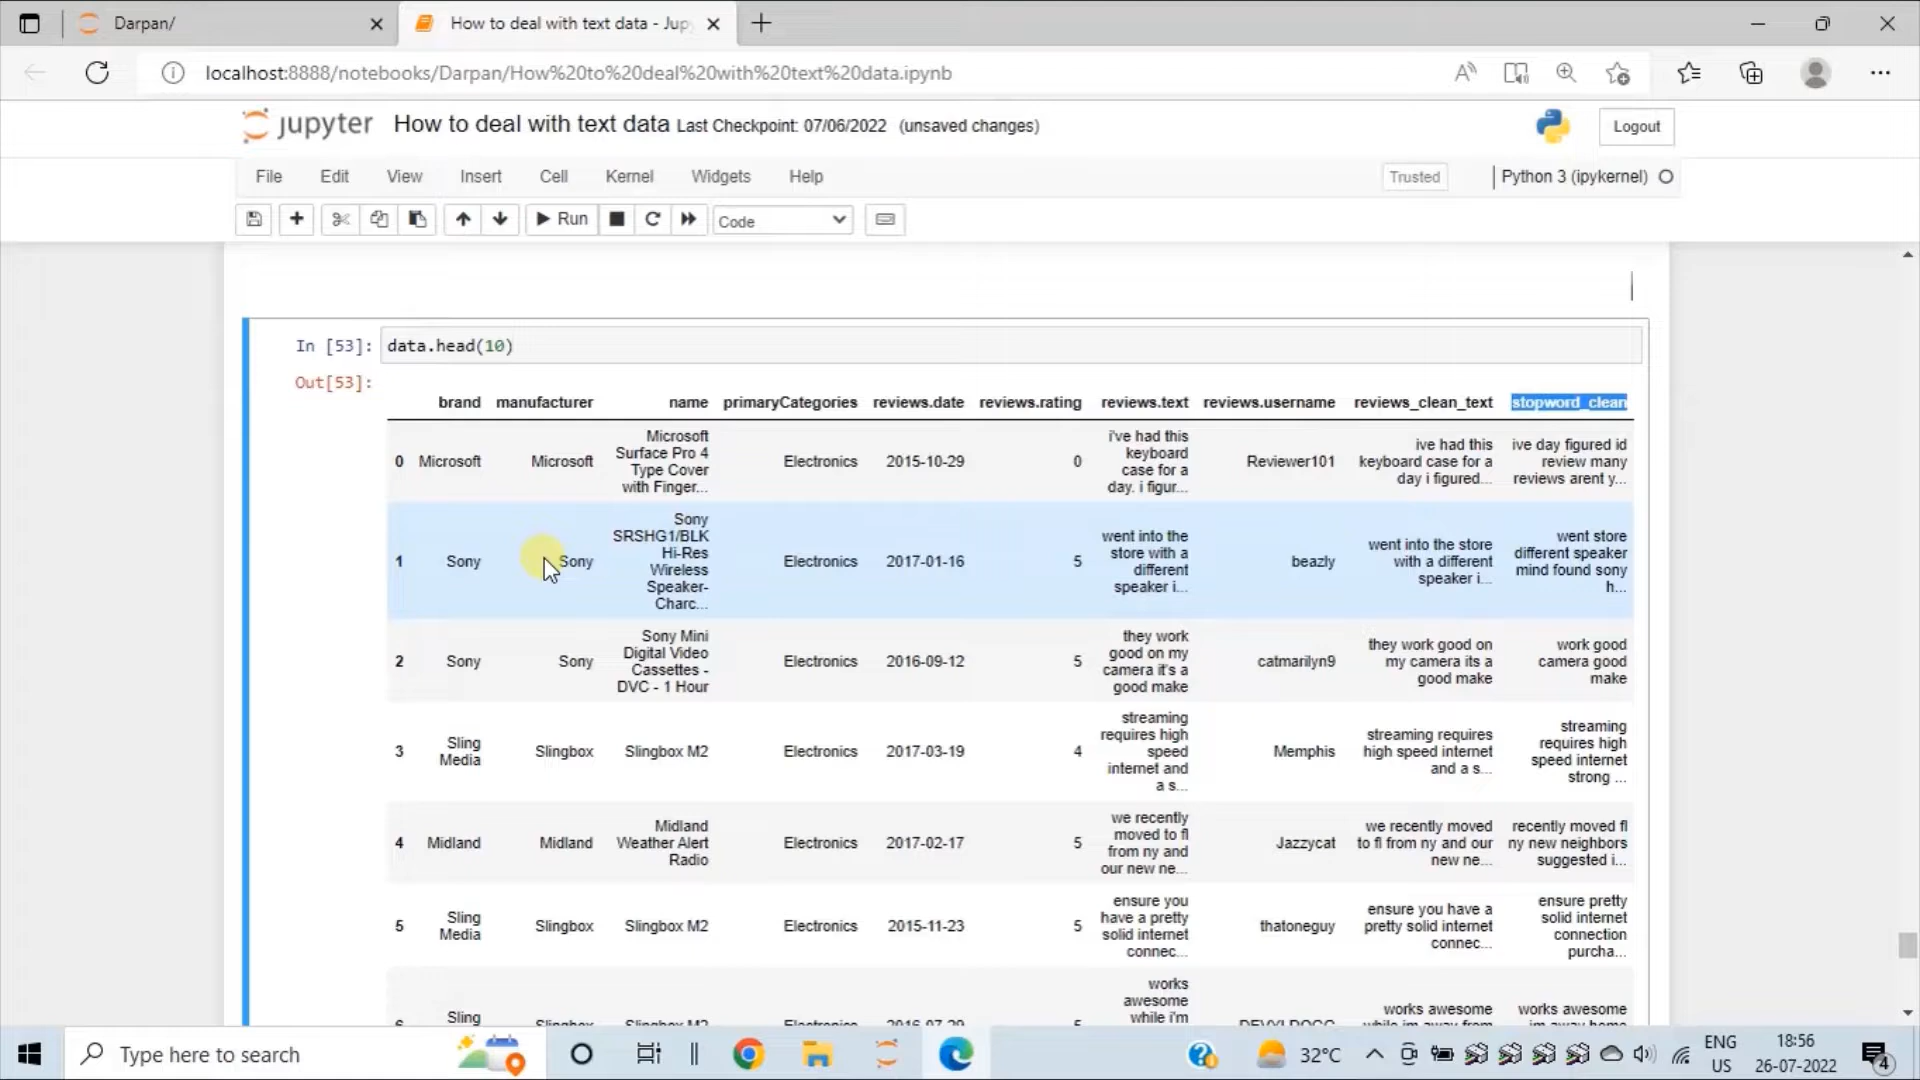 Darpan/
How to deal with text data - Jup
localhost:8888/notebooks/Darpan/How%20to%20deal%20with%20text%20data.ipynb
jupyter How to deal with text data Last Checkpoint: 07/06/2022 (unsaved changes)
Logout
File Edit View Insert Cell Kernel Widgets Help
Trusted
Python 3 (ipykernel)
Run
Code
In [53]: data.head(10)
Out[53]:
brand manufacturer name primaryCategories reviews.date reviews.rating reviews.text reviews.username reviews_clean_text stopword_clean
0 Microsoft Microsoft
Microsoft
Surface Pro 4
Type Cover
with Finger...
Electronics 2015-10-29 0
i've had this
keyboard
case for a
day. i figur...
Reviewer101
ive had this
keyboard case for a
day i figured...
ive day figured id
review many
reviews arent y...
1 Sony Sony
Sony
SRSHG1/BLK
Hi-Res
Wireless
Speaker-
Charc...
Electronics 2017-01-16 5
went into the
store with a
different
speaker i...
beazly
went into the store
with a different
speaker i...
went store
different speaker
mind found sony
h...
2 Sony Sony
Sony Mini
Digital Video
Cassettes -
DVC - 1 Hour
Electronics 2016-09-12 5
they work
good on my
camera it's a
good make
catmarilyn9
they work good on
my camera its a
good make
work good
camera good
make
3
Sling
Media
Slingbox Slingbox M2 Electronics 2017-03-19 4
streaming
requires high
speed
internet and
a s...
Memphis
streaming requires
high speed internet
and a s...
streaming
requires high
speed internet
strong ...
4 Midland Midland
Midland
Weather Alert
Radio
Electronics 2017-02-17 5
we recently
moved to fl
from ny and
our new ne...
Jazzycat
we recently moved
to fl from ny and our
new ne...
recently moved fl
ny new neighbors
suggested i...
5
Sling
Media
Slingbox Slingbox M2 Electronics 2015-11-23 5
ensure you
have a pretty
solid internet
connec...
thatoneguy
ensure you have a
pretty solid internet
connec...
ensure pretty
solid internet
connection
purcha...
Sling
Slingbox Slingbox M2 Electronics 2016-07-29
works
awesome
while i'm
works awesome
while im away from
works awesome
im away home
Type here to search
32°C
ENG
US
18:56
26-07-2022
4